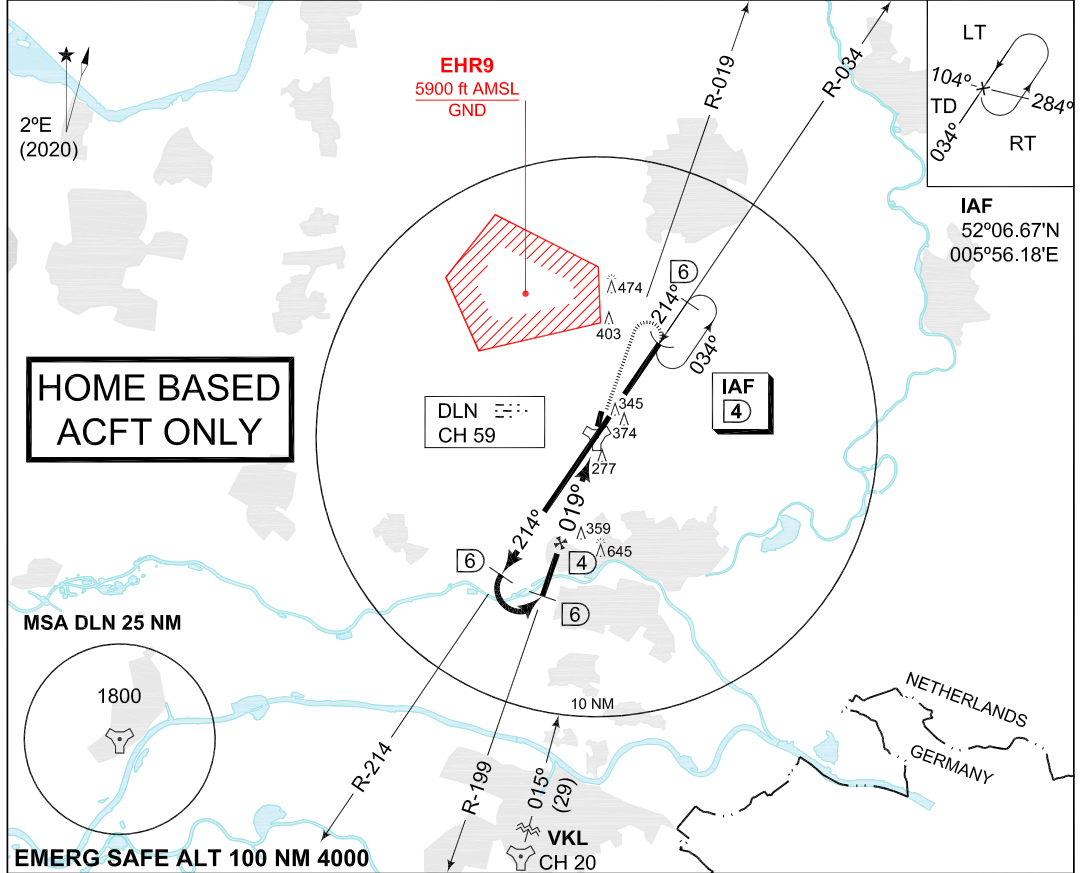 2ºE
(2020)
EHR9
5900 ft AMSL
GND
R-019
R-034
LT
104º
TD
284º
034º
RT
IAF
52º06.67'N
005º56.18'E
6
474
403
214º
034º
HOME BASED
ACFT ONLY
DLN
CH 59
IAF
4
345
374
277
019º
214º
359
645
6
4
6
MSA DLN 25 NM
1800
10 NM
R-214
R-199
015º
(29)
VKL
CH 20
NETHERLANDS
GERMANY
EMERG SAFE ALT 100 NM 4000